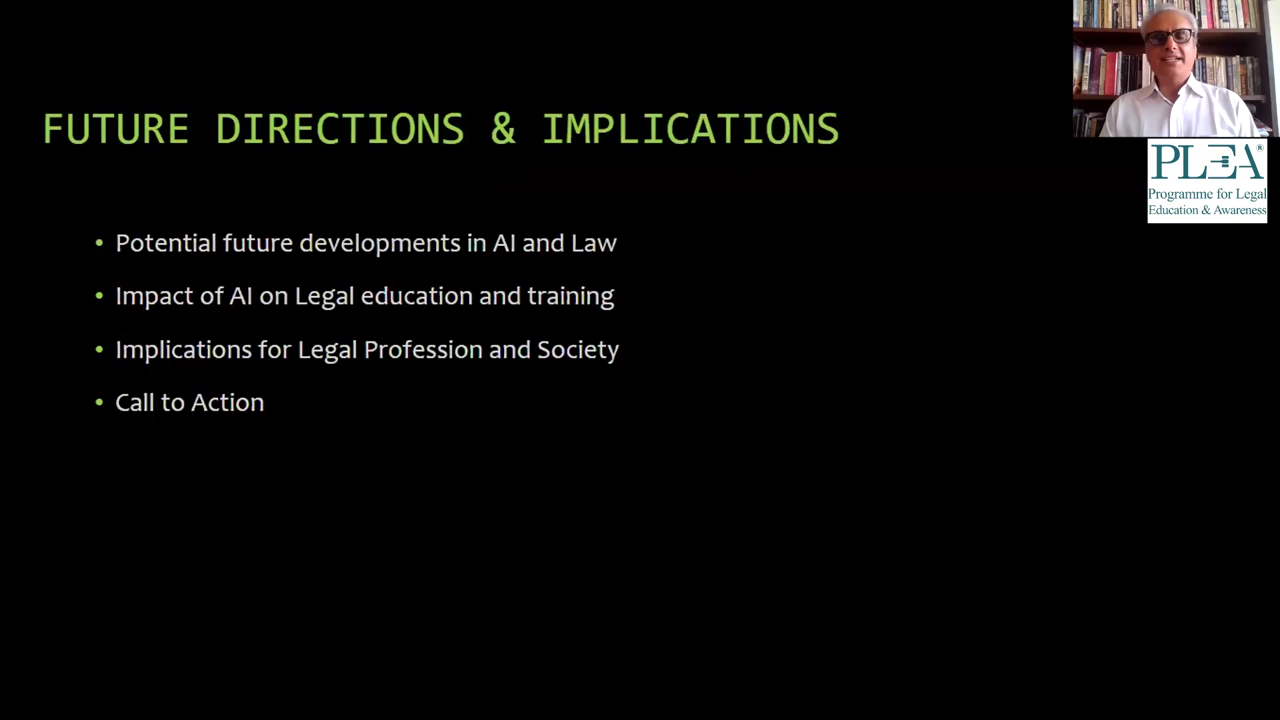 FUTURE DIRECTIONS & IMPLICATIONS
• Potential future developments in AI and Law
• Impact of AI on Legal education and training
• Implications for Legal Profession and Society
• Call to Action
PLEA®
Programme for Legal
Education & Awareness